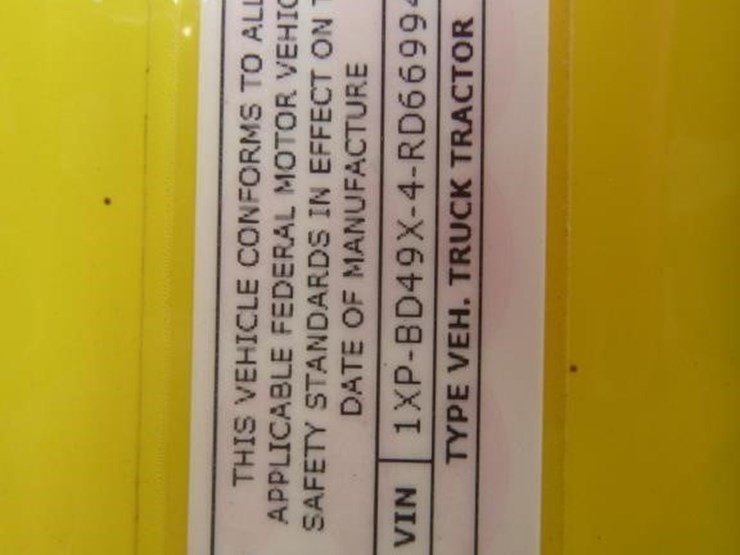 THIS VEHICLE CONFORMS TO ALL
APPLICABLE FEDERAL MOTOR VEHIC
SAFETY STANDARDS IN EFFECT ON T
DATE OF MANUFACTURE
VIN 1XP-BD49X-4-RD66994
TYPE VEH. TRUCK TRACTOR